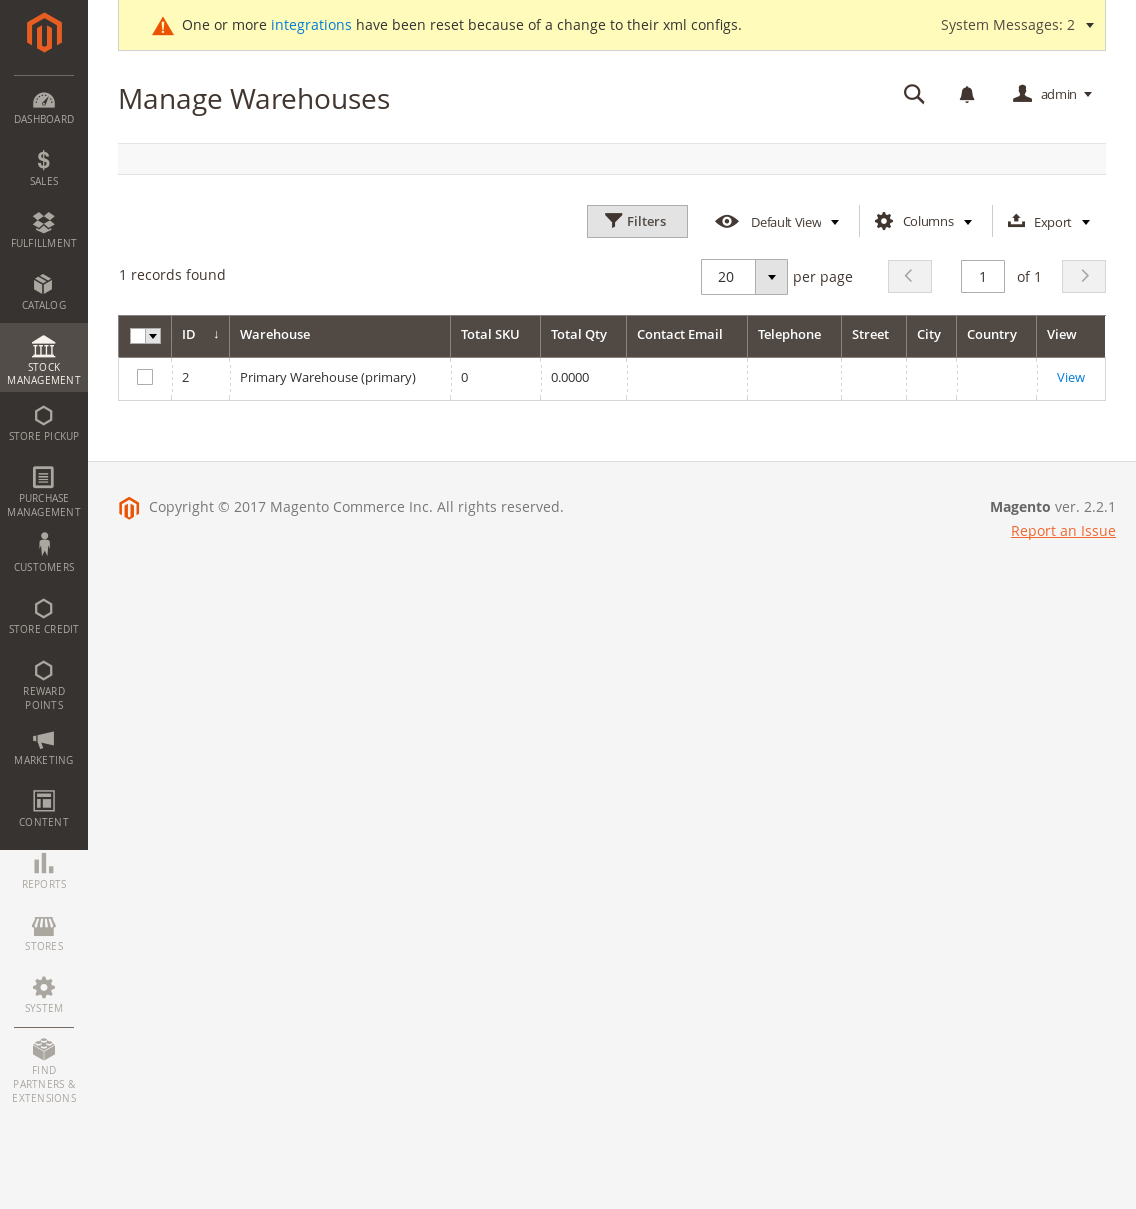 One or more integrations have been reset because of a change to their xml configs. System Messages: 2
Manage Warehouses
admin
DASHBOARD
SALES
FULFILLMENT
CATALOG
STOCK
MANAGEMENT
STORE PICKUP
PURCHASE
MANAGEMENT
CUSTOMERS
STORE CREDIT
REWARD
POINTS
MARKETING
CONTENT
REPORTS
STORES
SYSTEM
FIND
PARTNERS &
EXTENSIONS
Filters Default View Columns Export
1 records found 20 per page 1 of 1
ID ↓ Warehouse Total SKU Total Qty Contact Email Telephone Street City Country View
2 Primary Warehouse (primary) 0 0.0000 View
Copyright © 2017 Magento Commerce Inc. All rights reserved. Magento ver. 2.2.1
Report an Issue